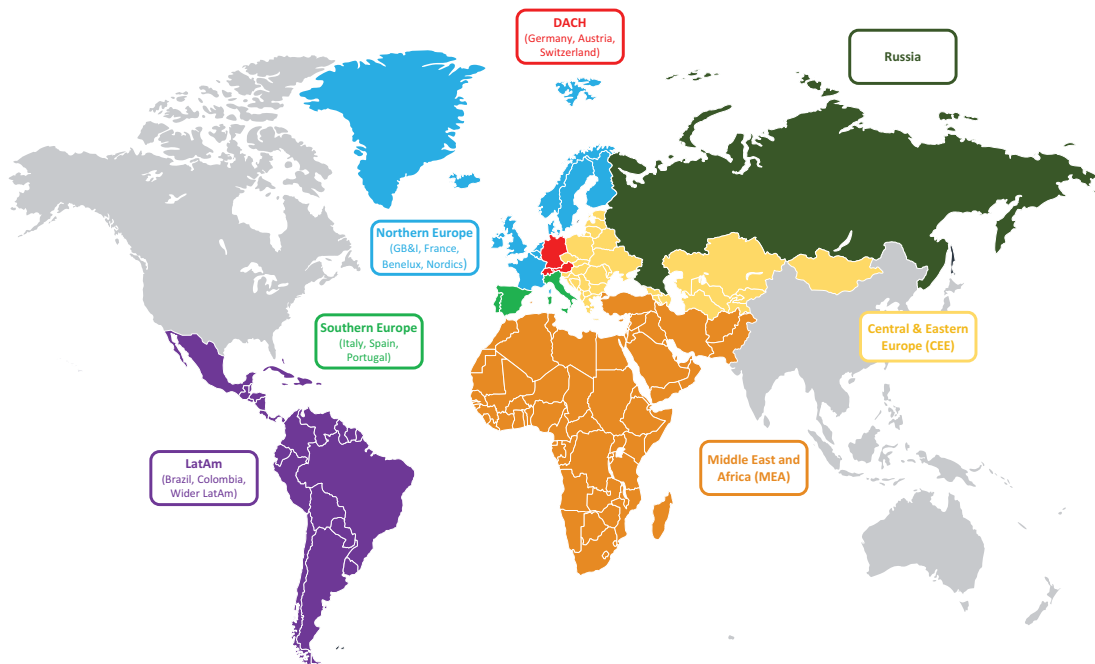 DACH
(Germany, Austria,
Switzerland)
Russia
Northern Europe
(GB&I, France,
Benelux, Nordics)
Southern Europe
(Italy, Spain,
Portugal)
Central & Eastern
Europe (CEE)
LatAm
(Brazil, Colombia,
Wider LatAm)
Middle East and
Africa (MEA)